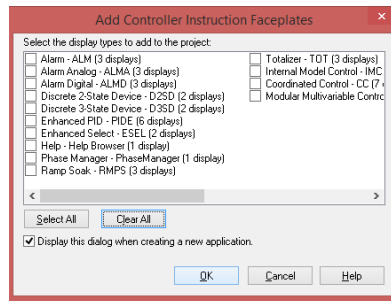 Add Controller Instruction Faceplates
×
Select the display types to add to the project:
Alarm - ALM (3 displays)
Alarm Analog - ALMA (3 displays)
Alarm Digital - ALMD (3 displays)
Discrete 2-State Device - D2SD (2 displays)
Discrete 3-State Device - D3SD (2 displays)
Enhanced PID - PIDE (6 displays)
Enhanced Select - ESEL (2 displays)
Help - Help Browser (1 display)
Phase Manager - PhaseManager (1 display)
Ramp Soak - RMPS (3 displays)
Totalizer - TOT (3 displays)
Internal Model Control - IMC
Coordinated Control - CC (7
Modular Multivariable Contro
Select All
Clear All
Display this dialog when creating a new application.
OK
Cancel
Help